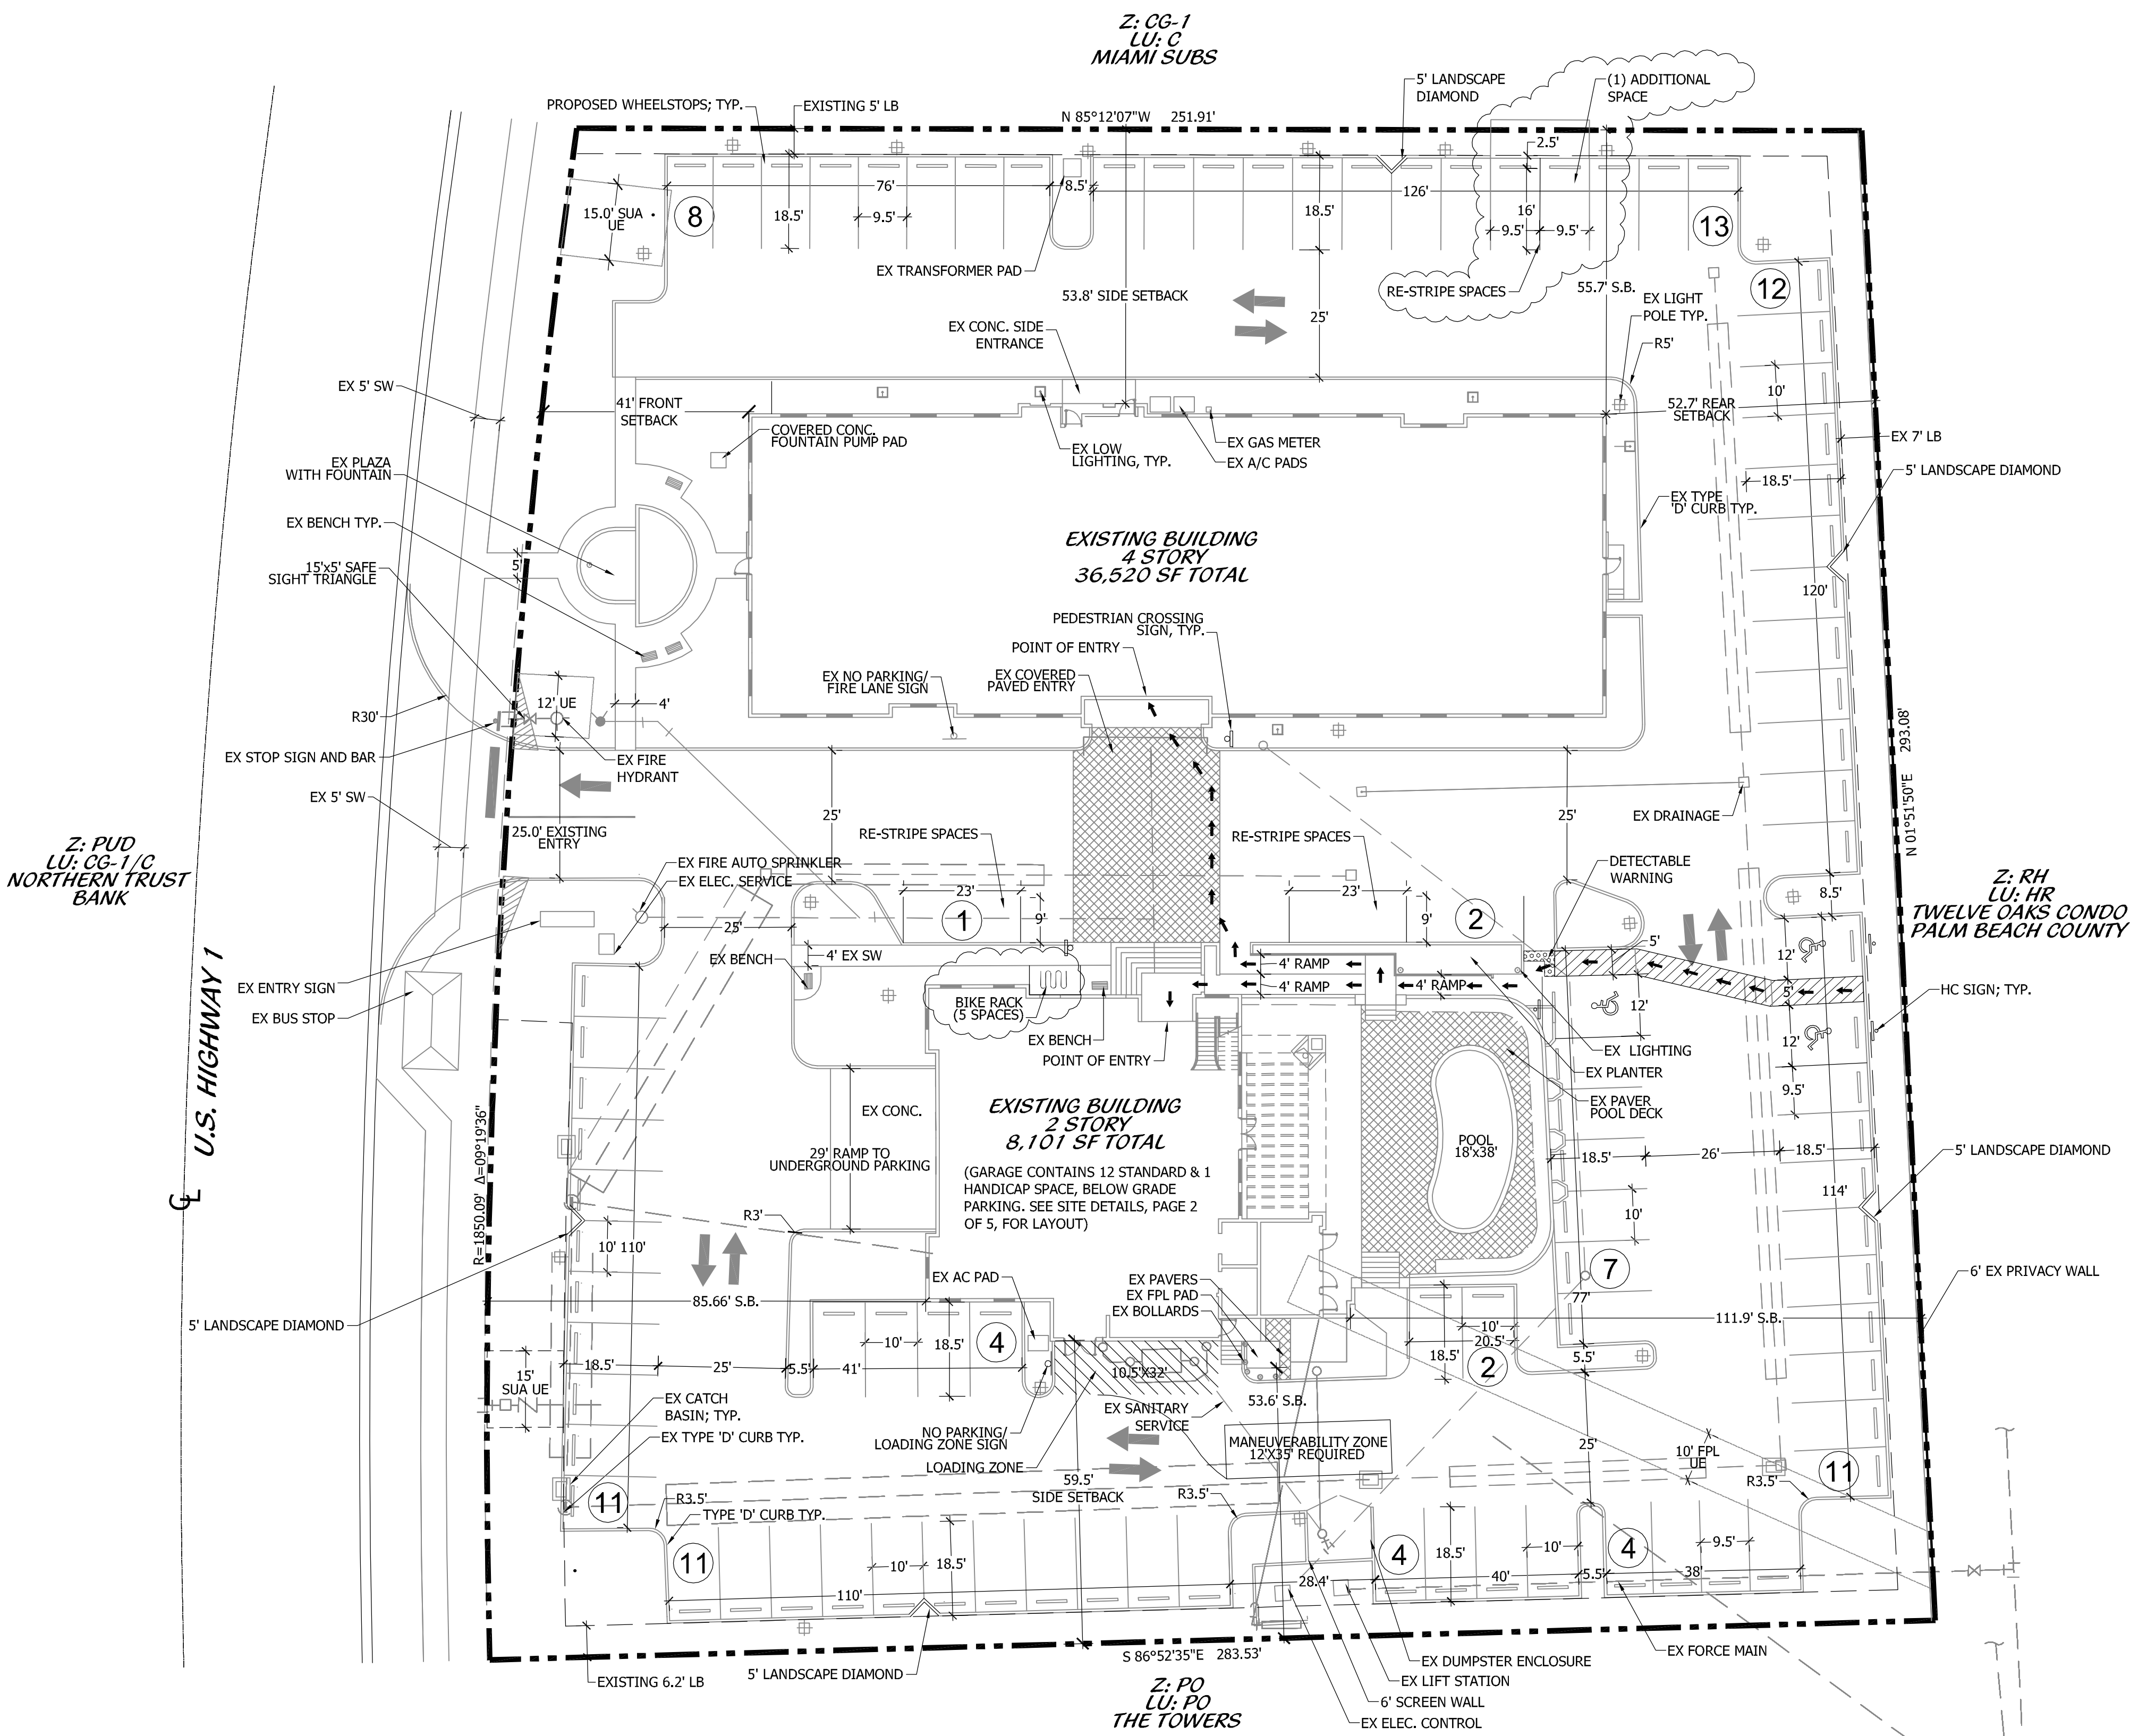 Z: CG-1
LU: C
MIAMI SUBS
PROPOSED WHEELSTOPS; TYP.
EXISTING 5' LB
N 85°12'07"W 251.91'
5' LANDSCAPE
DIAMOND
(1) ADDITIONAL
SPACE
2.5'
76'
8.5'
126'
15.0' SUA
UE
8
18.5'
9.5'
18.5'
16'
9.5'
9.5'
13
EX TRANSFORMER PAD
53.8' SIDE SETBACK
RE-STRIPE SPACES
55.7' S.B.
12
EX LIGHT
POLE TYP.
25'
EX CONC. SIDE
ENTRANCE
R5'
EX 5' SW
10'
41' FRONT
SETBACK
52.7' REAR
SETBACK
COVERED CONC.
FOUNTAIN PUMP PAD
EX LOW
LIGHTING, TYP.
EX GAS METER
EX A/C PADS
EX 7' LB
5' LANDSCAPE DIAMOND
EX PLAZA
WITH FOUNTAIN
18.5'
EX TYPE
'D' CURB TYP.
EX BENCH TYP.
EXISTING BUILDING
4 STORY
36,520 SF TOTAL
5'
15'x5' SAFE
SIGHT TRIANGLE
120'
PEDESTRIAN CROSSING
SIGN, TYP.
POINT OF ENTRY
EX NO PARKING/
FIRE LANE SIGN
EX COVERED
PAVED ENTRY
12' UE
4'
R30'
EX STOP SIGN AND BAR
EX FIRE
HYDRANT
N 01°51'50"E 293.08'
EX 5' SW
25'
25'
EX DRAINAGE
25.0' EXISTING
ENTRY
RE-STRIPE SPACES
RE-STRIPE SPACES
Z: PUD
LU: CG-1/C
NORTHERN TRUST
BANK
EX FIRE AUTO SPRINKLER
EX ELEC. SERVICE
DETECTABLE
WARNING
23'
9'
1
23'
9'
2
8.5'
Z: RH
LU: HR
TWELVE OAKS CONDO
PALM BEACH COUNTY
25'
5'
12'
4' EX SW
EX BENCH
4' RAMP
4' RAMP
4' RAMP
EX ENTRY SIGN
BIKE RACK
(5 SPACES)
12'
5'
HC SIGN; TYP.
EX BUS STOP
EX BENCH
POINT OF ENTRY
EX LIGHTING
12'
EX PLANTER
U.S. HIGHWAY 1
9.5'
EX CONC.
EXISTING BUILDING
2 STORY
8,101 SF TOTAL
EX PAVER
POOL DECK
29' RAMP TO
UNDERGROUND PARKING
(GARAGE CONTAINS 12 STANDARD & 1
HANDICAP SPACE, BELOW GRADE
PARKING. SEE SITE DETAILS, PAGE 2
OF 5, FOR LAYOUT)
POOL
18'x38'
18.5'
26'
18.5'
5' LANDSCAPE DIAMOND
R=1850.09' Δ=09°19'36"
114'
R3'
10'
10'
110'
7
EX AC PAD
EX PAVERS
EX FPL PAD
EX BOLLARDS
6' EX PRIVACY WALL
85.66' S.B.
77'
111.9' S.B.
5' LANDSCAPE DIAMOND
10'
18.5'
4
10'
20.5'
18.5'
2
5.5'
18.5'
25'
5.5'
41'
10.5'X32'
15'
SUA UE
EX CATCH
BASIN; TYP.
EX SANITARY
SERVICE
53.6' S.B.
NO PARKING/
LOADING ZONE SIGN
EX TYPE 'D' CURB TYP.
MANEUVERABILITY ZONE
12'X35' REQUIRED
25'
10' FPL
UE
LOADING ZONE
59.5'
SIDE SETBACK
11
11
R3.5'
R3.5'
R3.5'
TYPE 'D' CURB TYP.
11
10'
18.5'
4
18.5'
10'
4
9.5'
110'
28.4'
40'
5.5'
38'
EXISTING 6.2' LB
5' LANDSCAPE DIAMOND
S 86°52'35"E 283.53'
EX FORCE MAIN
EX DUMPSTER ENCLOSURE
EX LIFT STATION
6' SCREEN WALL
EX ELEC. CONTROL
Z: PO
LU: PO
THE TOWERS